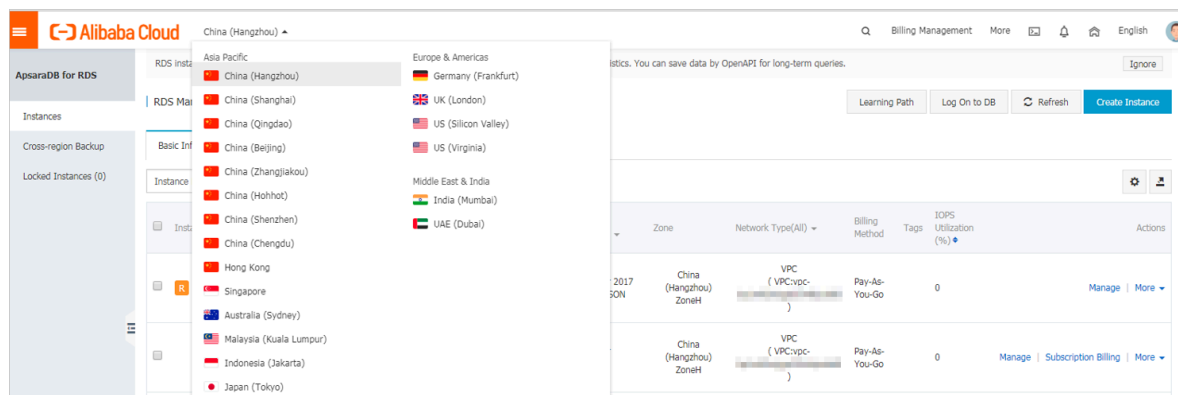 Alibaba Cloud
China (Hangzhou)
Billing Management
More
English
ApsaraDB for RDS
Instances
Cross-region Backup
Locked Instances (0)
RDS insta
istics. You can save data by OpenAPI for long-term queries.
Ignore
RDS Mar
Learning Path
Log On to DB
Refresh
Create Instance
Basic Inf
Instance
Asia Pacific
China (Hangzhou)
China (Shanghai)
China (Qingdao)
China (Beijing)
China (Zhangjiakou)
China (Hohhot)
China (Shenzhen)
China (Chengdu)
Hong Kong
Singapore
Australia (Sydney)
Malaysia (Kuala Lumpur)
Indonesia (Jakarta)
Japan (Tokyo)
Europe & Americas
Germany (Frankfurt)
UK (London)
US (Silicon Valley)
US (Virginia)
Middle East & India
India (Mumbai)
UAE (Dubai)
Insta
Zone
Network Type(All)
Billing
Method
Tags
IOPS
Utilization
(%)
Actions
R
2017
SON
China
(Hangzhou)
ZoneH
VPC
( VPC:vpc-
)
Pay-As-
You-Go
0
Manage | More
China
(Hangzhou)
ZoneH
VPC
( VPC:vpc-
)
Pay-As-
You-Go
0
Manage | Subscription Billing | More